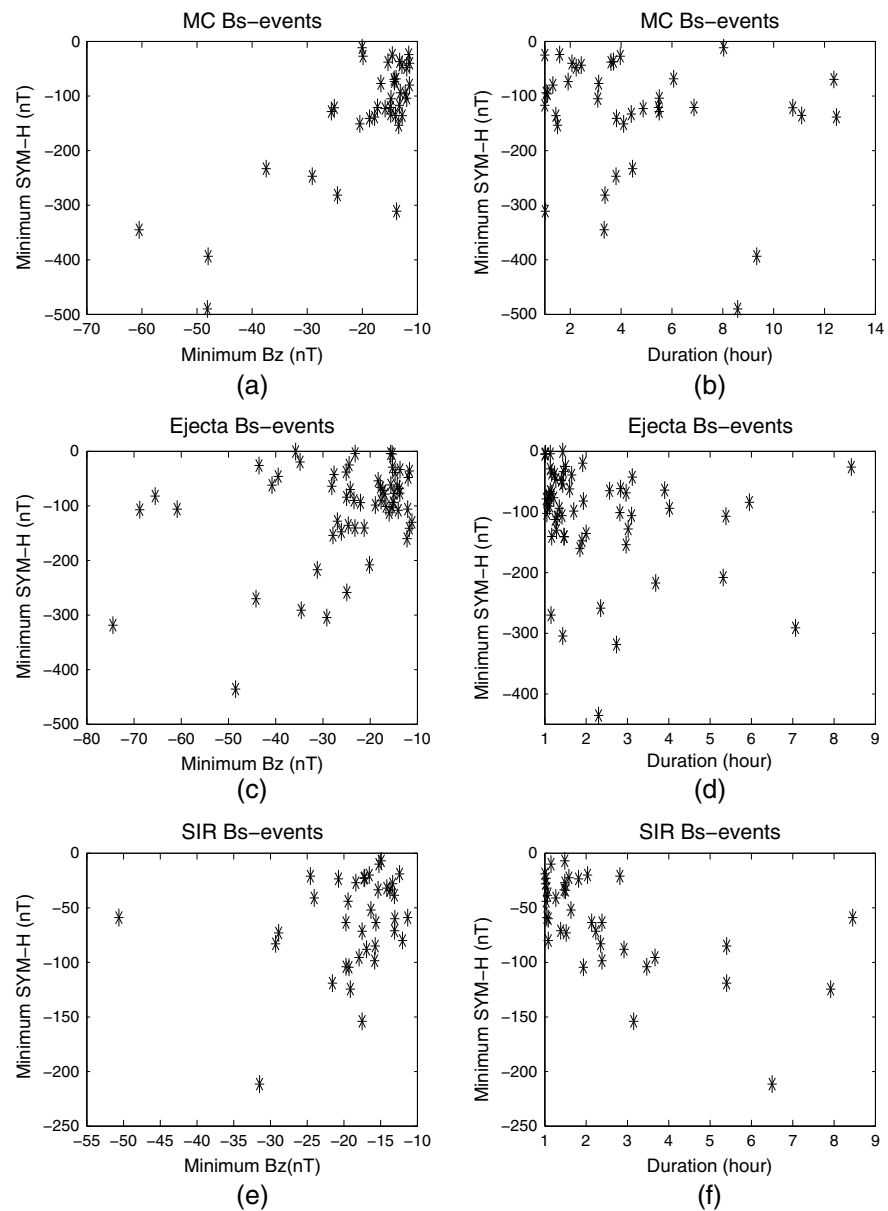 MC Bs−events
Minimum SYM−H (nT)
0
−100
−200
−300
−400
−500
−70 −60 −50 −40 −30 −20 −10
Minimum Bz (nT)
(a)
MC Bs−events
Minimum SYM−H (nT)
0
−100
−200
−300
−400
−500
2 4 6 8 10 12 14
Duration (hour)
(b)
Ejecta Bs−events
Minimum SYM−H (nT)
0
−100
−200
−300
−400
−500
−80 −70 −60 −50 −40 −30 −20 −10
Minimum Bz (nT)
(c)
Ejecta Bs−events
Minimum SYM−H (nT)
0
−100
−200
−300
−400
1 2 3 4 5 6 7 8 9
Duration (hour)
(d)
SIR Bs−events
Minimum SYM−H (nT)
0
−50
−100
−150
−200
−250
−55 −50 −45 −40 −35 −30 −25 −20 −15 −10
Minimum Bz(nT)
(e)
SIR Bs−events
Minimum SYM−H (nT)
0
−50
−100
−150
−200
−250
1 2 3 4 5 6 7 8 9
Duration (hour)
(f)